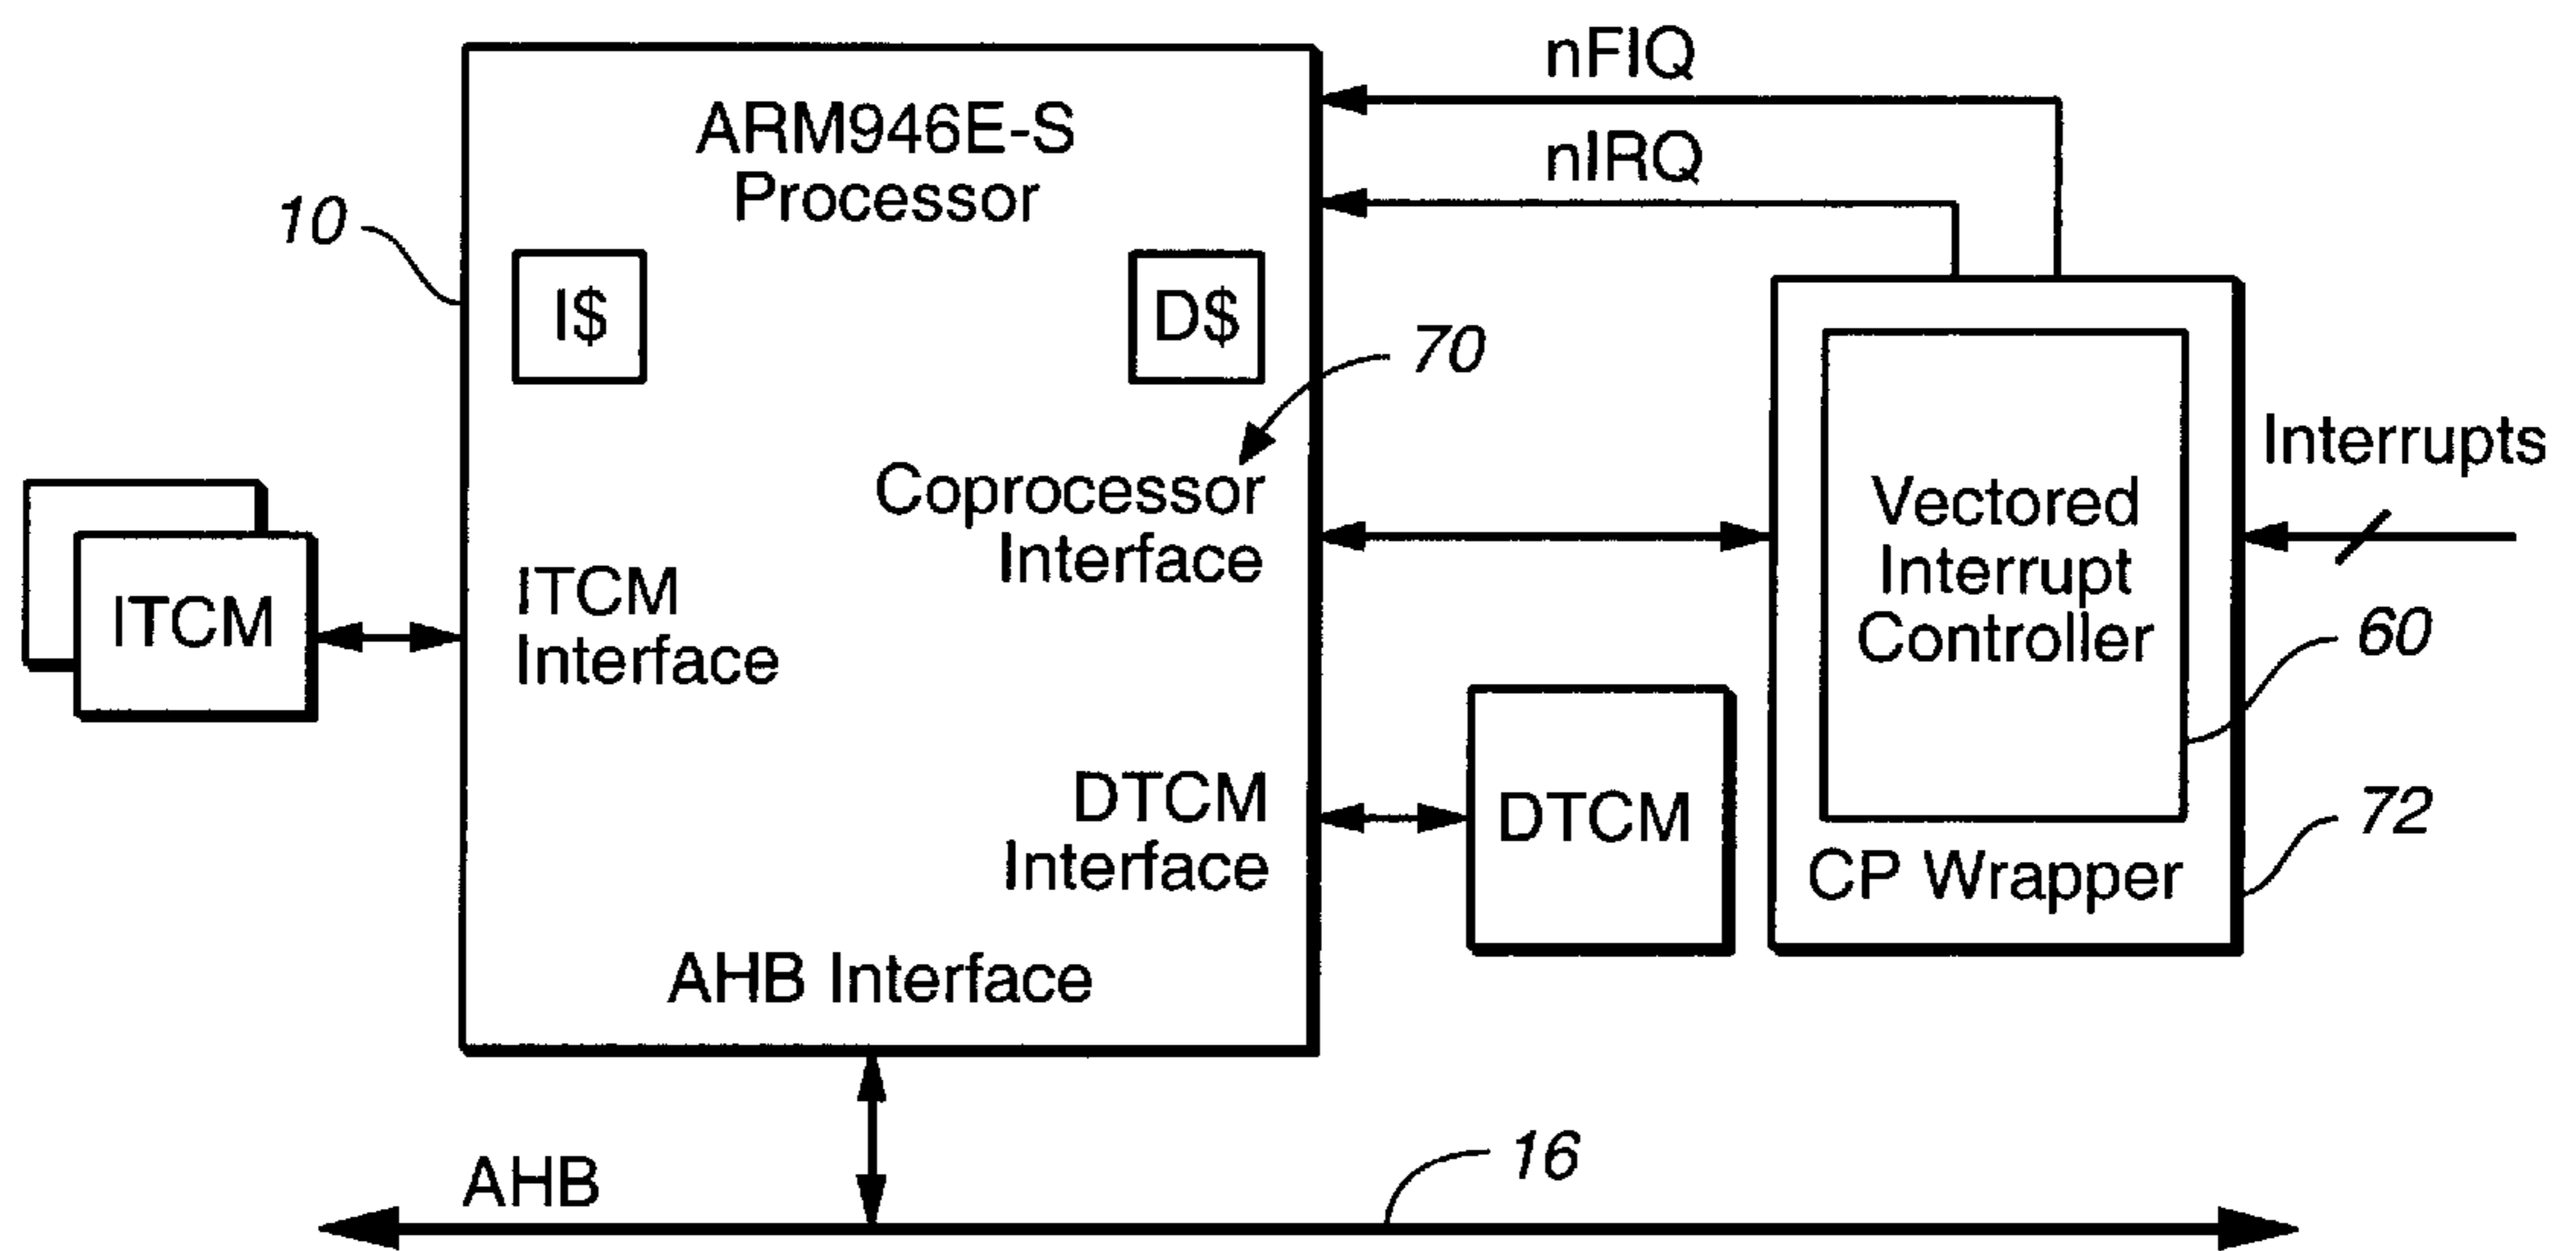 nFIQ
ARM946E-S
Processor
nIRQ
10
I$
D$
70
Interrupts
Coprocessor
Interface
Vectored
Interrupt
Controller
ITCM
ITCM
Interface
60
DTCM
Interface
DTCM
72
CP Wrapper
AHB Interface
AHB
16